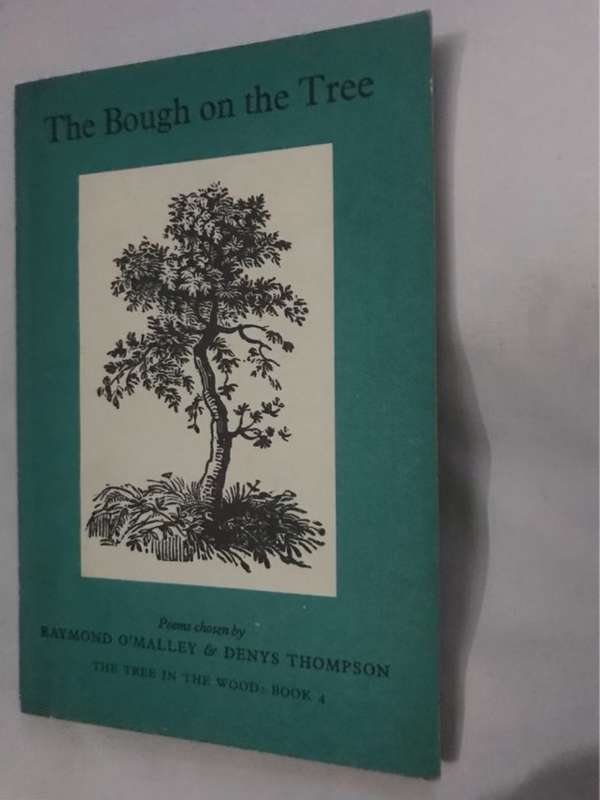 The Bough on the Tree
Poems chosen by
RAYMOND O'MALLEY & DENYS THOMPSON
THE TREE IN THE WOOD: BOOK 4